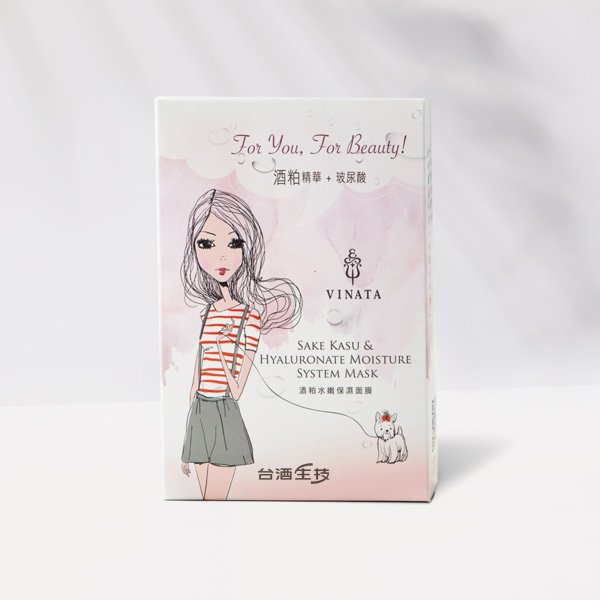 For You, For Beauty!
酒粕精華 + 玻尿酸
VINATA
SAKE KASU &
HYALURONATE MOISTURE
SYSTEM MASK
酒粕水嫩保濕面膜
台酒生技